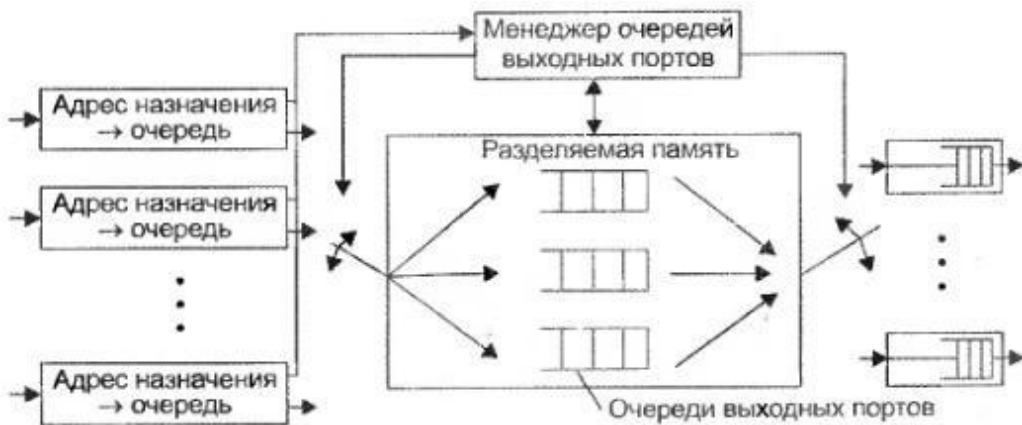 Менеджер очередей
выходных портов
Адрес назначения
→ очередь
Разделяемая память
Адрес назначения
→ очередь
Адрес назначения
→ очередь
Очереди выходных портов